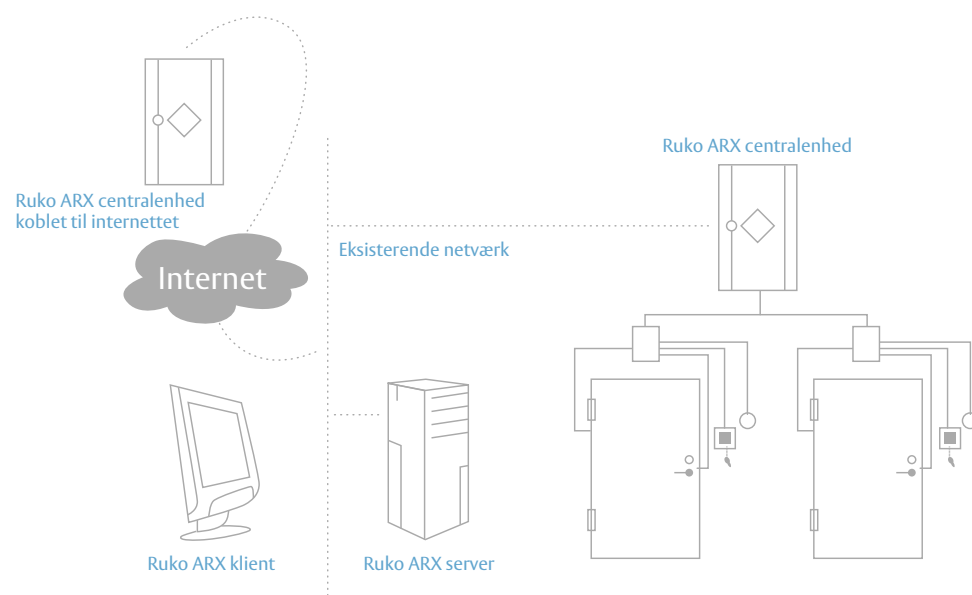 Ruko ARX centralenhed
Ruko ARX centralenhed
koblet til internettet
Eksisterende netværk
Internet
Ruko ARX klient
Ruko ARX server